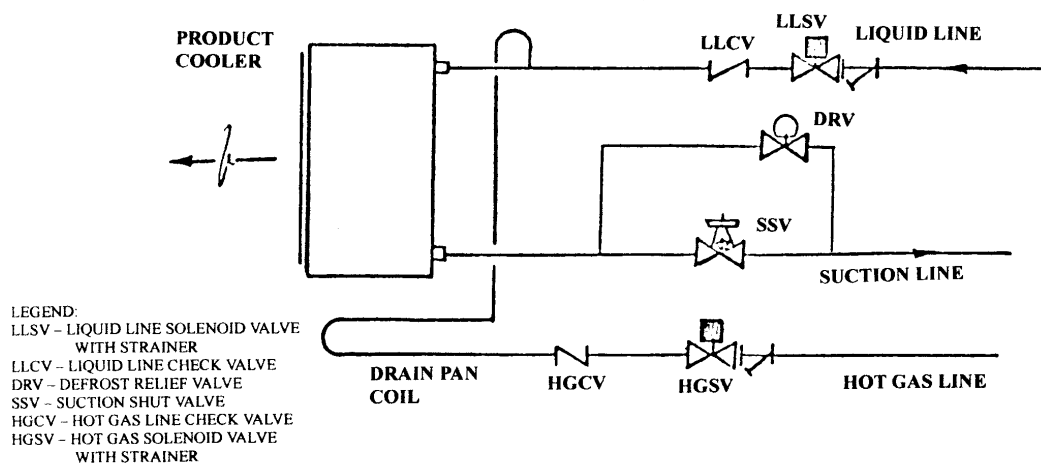 PRODUCT
COOLER
LLSV
LLCV
LIQUID LINE
DRV
SSV
SUCTION LINE
LEGEND:
LLSV – LIQUID LINE SOLENOID VALVE
WITH STRAINER
LLCV – LIQUID LINE CHECK VALVE
DRV – DEFROST RELIEF VALVE
SSV – SUCTION SHUT VALVE
HGCV – HOT GAS LINE CHECK VALVE
HGSV – HOT GAS SOLENOID VALVE
WITH STRAINER
DRAIN PAN
COIL
HGCV
HGSV
HOT GAS LINE